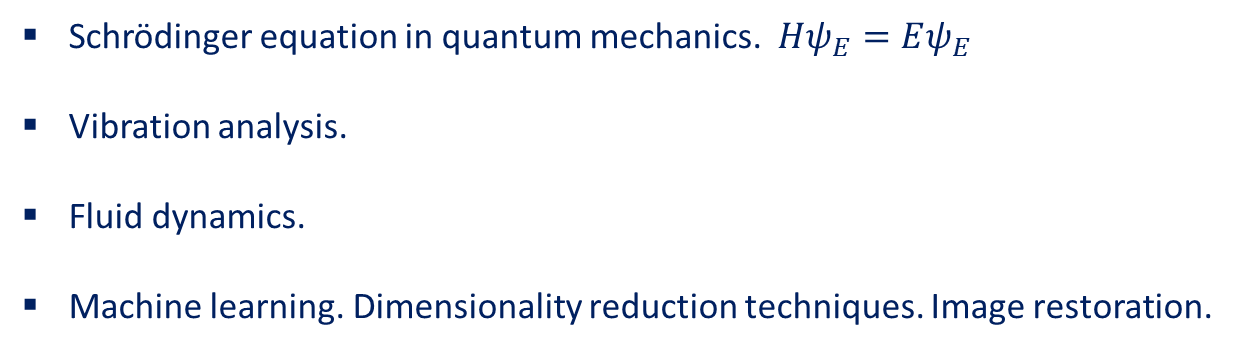 ▪ Schrödinger equation in quantum mechanics. 𝐻𝜓_𝐸 = 𝐸𝜓_𝐸
▪ Vibration analysis.
▪ Fluid dynamics.
▪ Machine learning. Dimensionality reduction techniques. Image restoration.